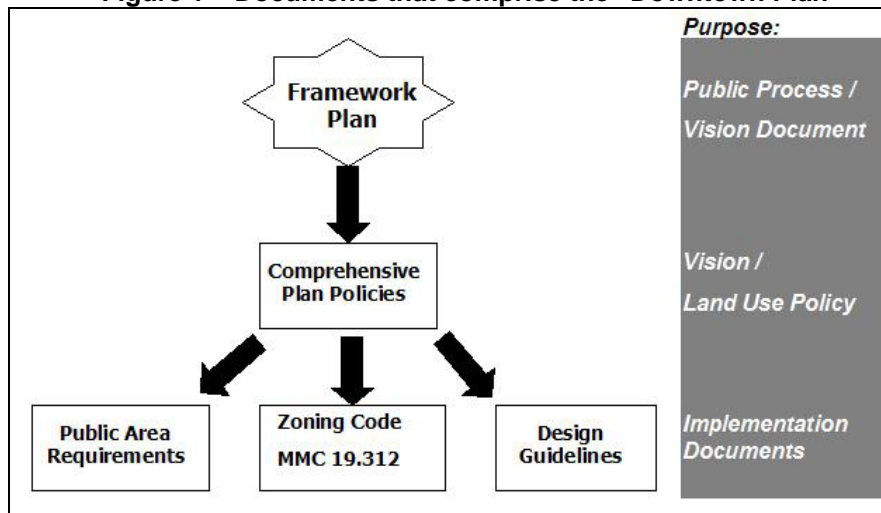 Figure 1 – Documents that comprise the "Downtown Plan"
Purpose:
Framework
Plan
Public Process /
Vision Document
Comprehensive
Plan Policies
Vision /
Land Use Policy
Public Area
Requirements
Zoning Code
MMC 19.312
Design
Guidelines
Implementation
Documents